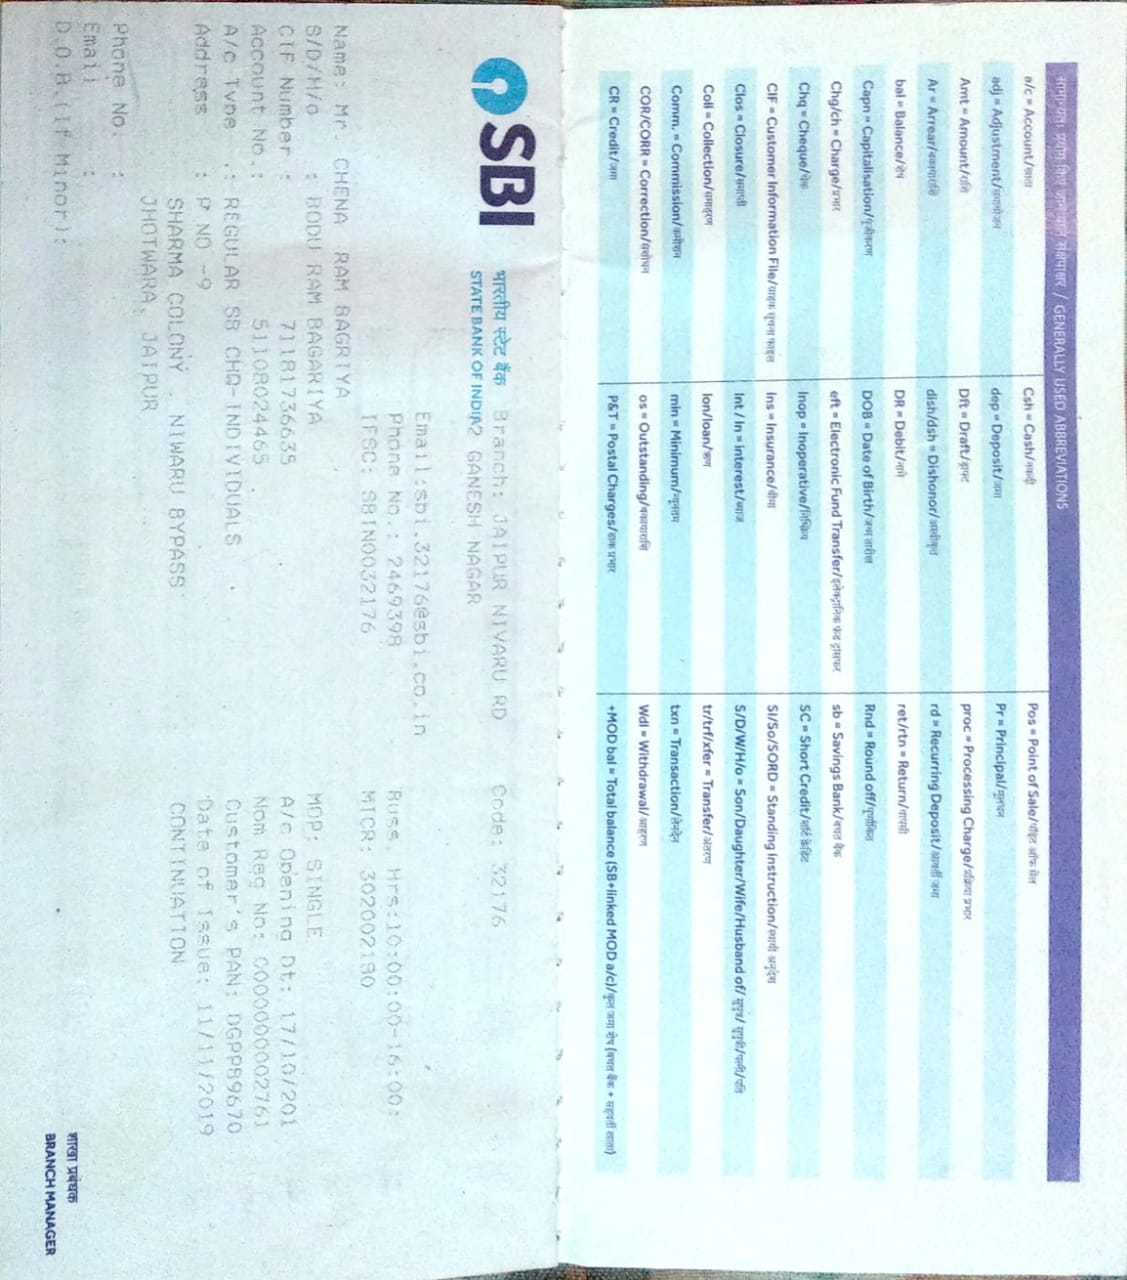 सामान्यतः प्रयोग किए जाने वाले संक्षेपाक्षर / GENERALLY USED ABBREVIATIONS
a/c = Account/खाता Csh = Cash/नकदी Pos = Point of Sale/पॉइंट ऑफ सेल
adj = Adjustment/समायोजन dep = Deposit/जमा Pr = Principal/मूलधन
Amt = Amount/राशि Dft = Draft/ड्राफ्ट proc = Processing Charge/प्रक्रिया प्रभार
Ar = Arrear/बकायाराशि dish/dsh = Dishonor/अस्वीकृत rd = Recurring Deposit/आवर्ती जमा
bal = Balance/शेष DR = Debit/नामे ret/rtn = Return/वापसी
Capn = Capitalisation/पूंजीकरण DOB = Date of Birth/जन्म तारीख Rnd = Round off/पूर्णांकित
Chg/ch = Charge/प्रभार eft = Electronic Fund Transfer/इलेक्ट्रानिक फंड ट्रांसफर sb = Savings Bank/बचत बैंक
Chq = Cheque/चेक Inop = Inoperative/निष्क्रिय SC = Short Credit/शॉर्ट क्रेडिट
CIF = Customer Information File/ग्राहक सूचना फाइल Ins = Insurance/बीमा SI/So/SORD = Standing Instruction/स्थायी अनुदेश
Clos = Closure/समाप्ती Int / In = interest/ब्याज S/D/W/H/o = Son/Daughter/Wife/Husband of/ सुपुत्र/ सुपुत्री/पत्नी/पति
Coll = Collection/समाहरण lon/loan/ऋण tr/trf/xfer = Transfer/अंतरण
Comm. = Commission/कमीशन min = Minimum/न्यूनतम txn = Transaction/लेनदेन
COR/CORR = Correction/संशोधन os = Outstanding/बकायाराशि Wdl = Withdrawal/आहरण
CR = Credit/जमा P&T = Postal Charges/डाक प्रभार +MOD bal = Total balance (SB+linked MOD a/c)/कुल जमा शेष (बचत बैंक + सहवर्ती खाता)
SBI भारतीय स्टेट बैंक Branch: JAIPUR NIVARU RD Code: 32176
STATE BANK OF INDIA? GANESH NAGAR
Email:sbi.32176@sbi.co.in
Phone No.: 2469398 Buss. Hrs:10:00:00-16:00:
IFSC: SBIN0032176 MICR: 302002190
Name: Mr CHENA RAM BAGRIYA
S/D/H/o : BODU RAM BAGARIYA MOP: SINGLE
CIF Number : 71181736635 A/c Opening Dt: 17/10/201
Account No.: 51108024465 Nom Reg No: 00000000002761
A/c Type : REGULAR SB CHQ-INDIVIDUALS Customer's PAN: DGPPB9670
Address : P NO -9 Date of Issue: 11/11/2019
SHARMA COLONY . NIWARU BYPASS CONTINUATION
JHOTWARA, JAIPUR
Phone No. :
Email :
D.O.B.(if Minor):
शाखा प्रबंधक
BRANCH MANAGER